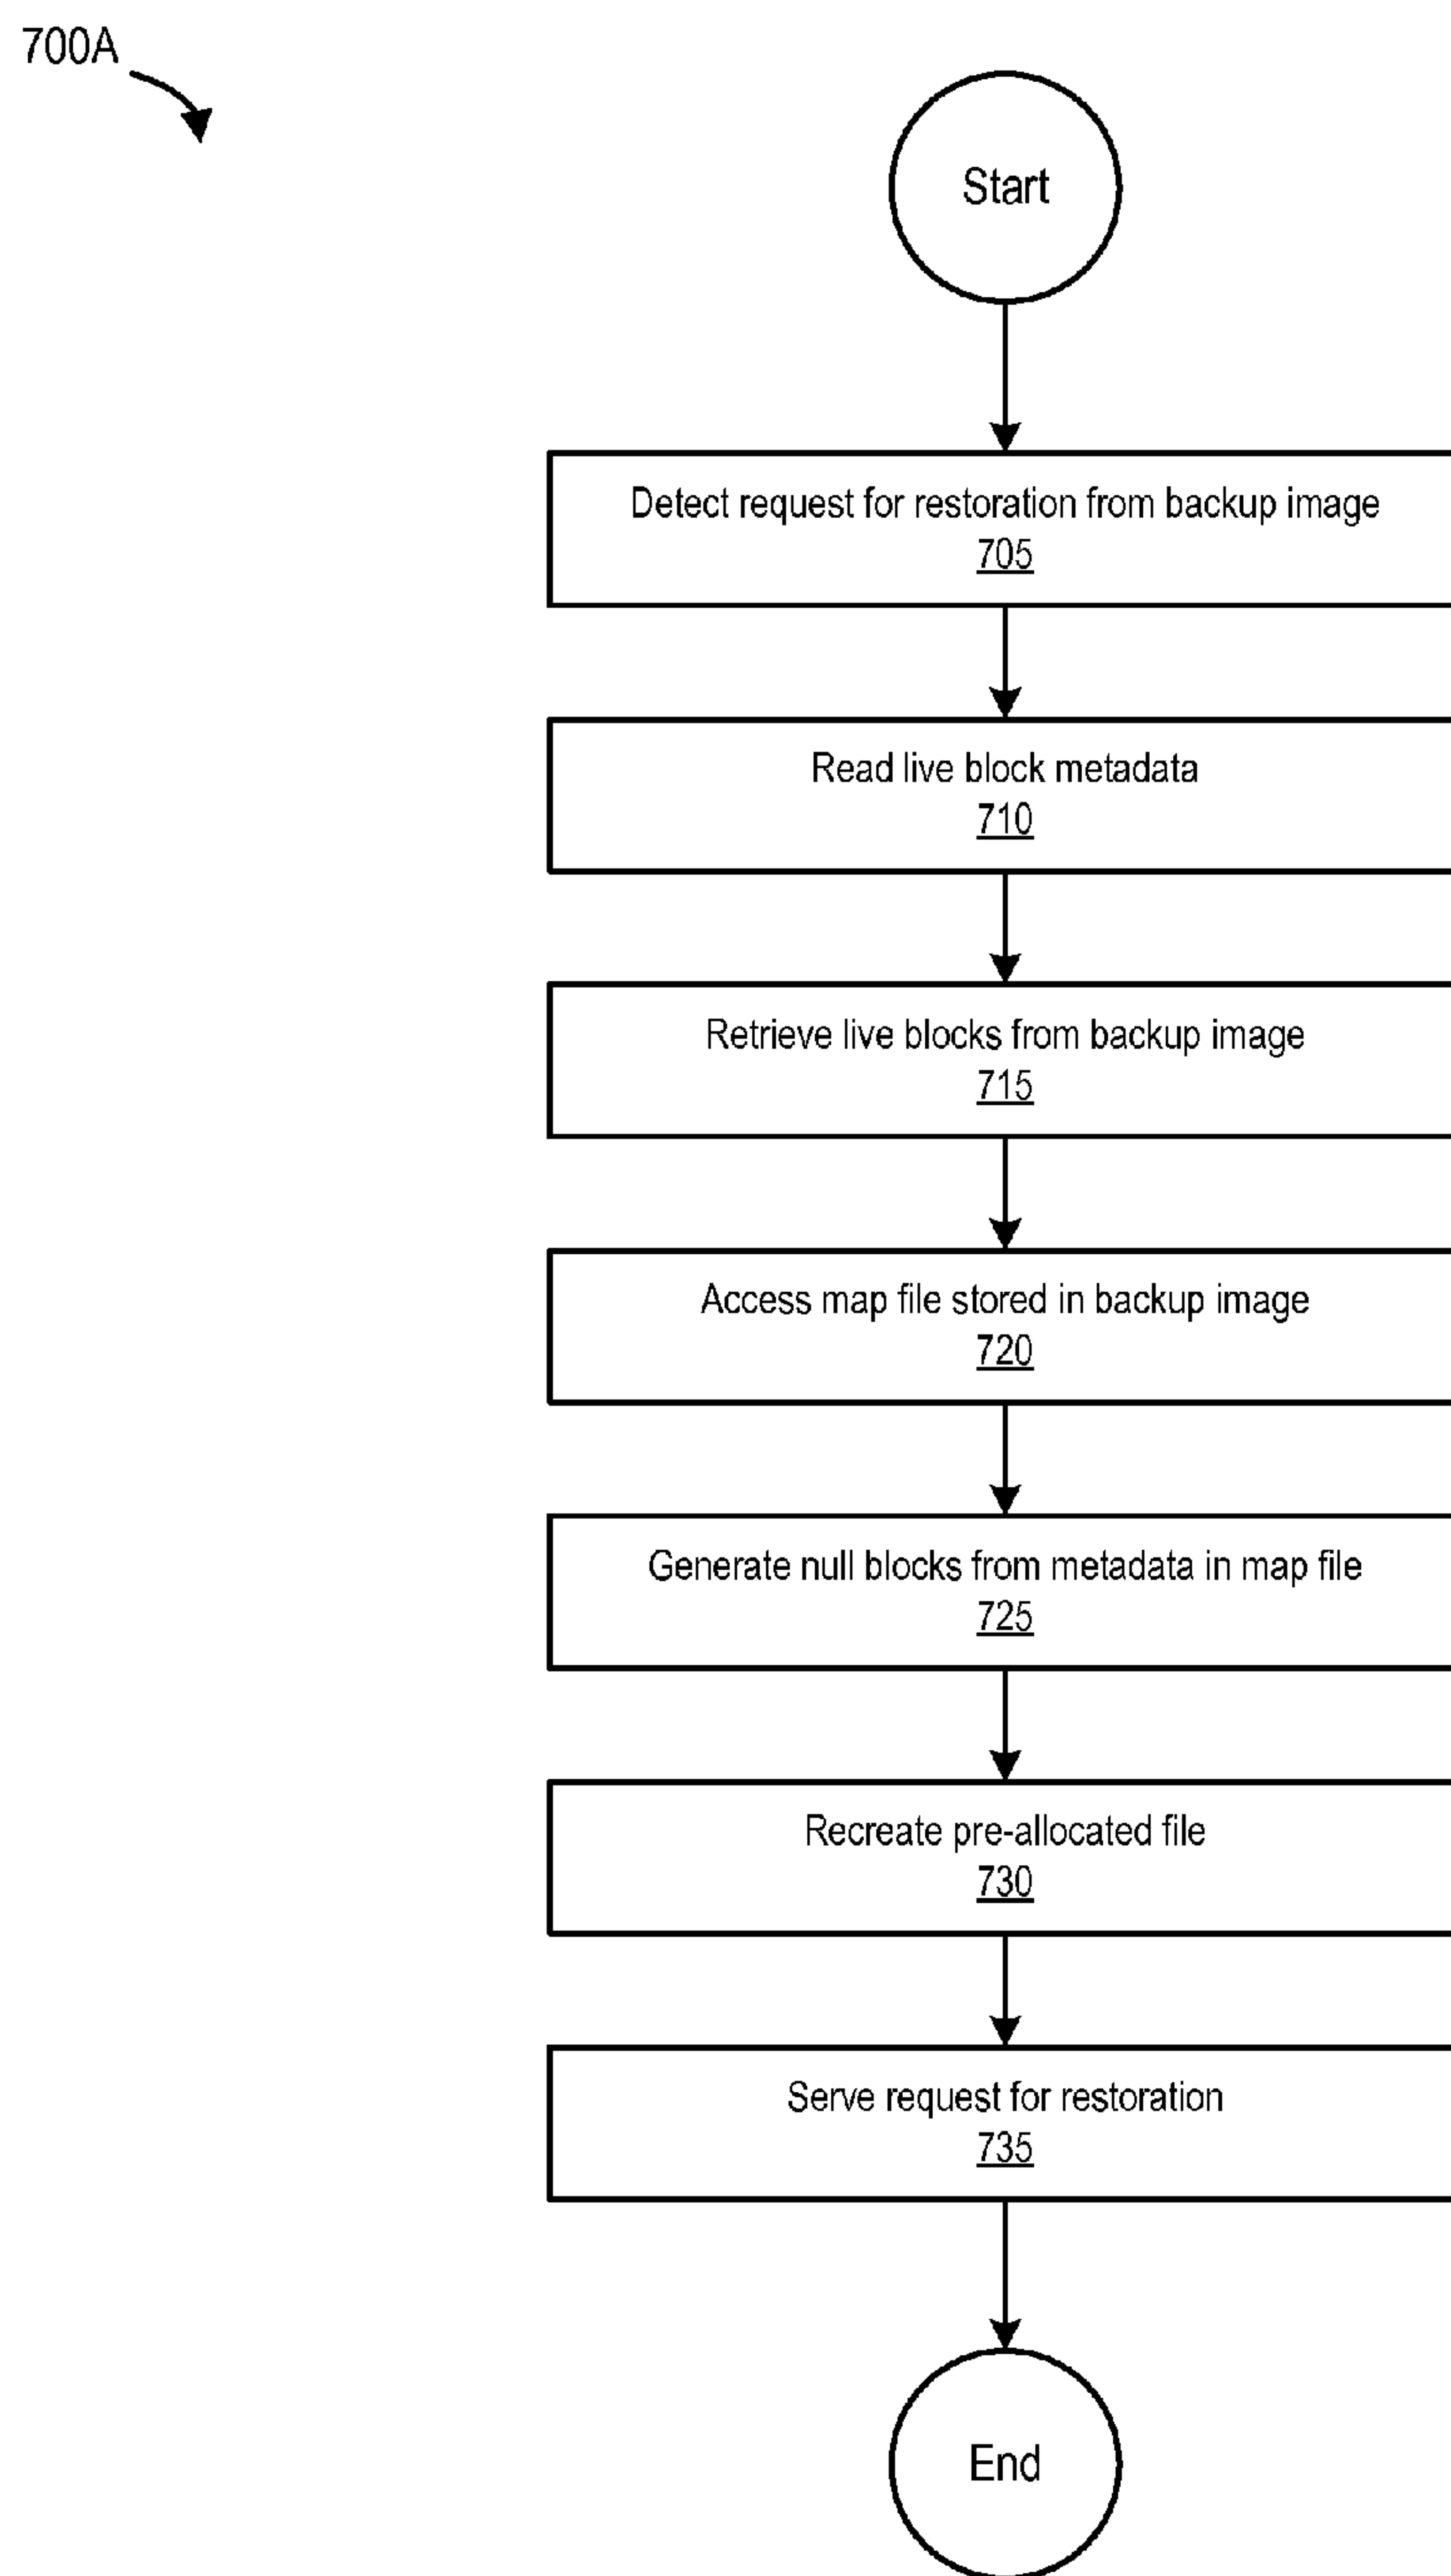 700A
Start
Detect request for restoration from backup image
705
Read live block metadata
710
Retrieve live blocks from backup image
715
Access map file stored in backup image
720
Generate null blocks from metadata in map file
725
Recreate pre-allocated file
730
Serve request for restoration
735
End